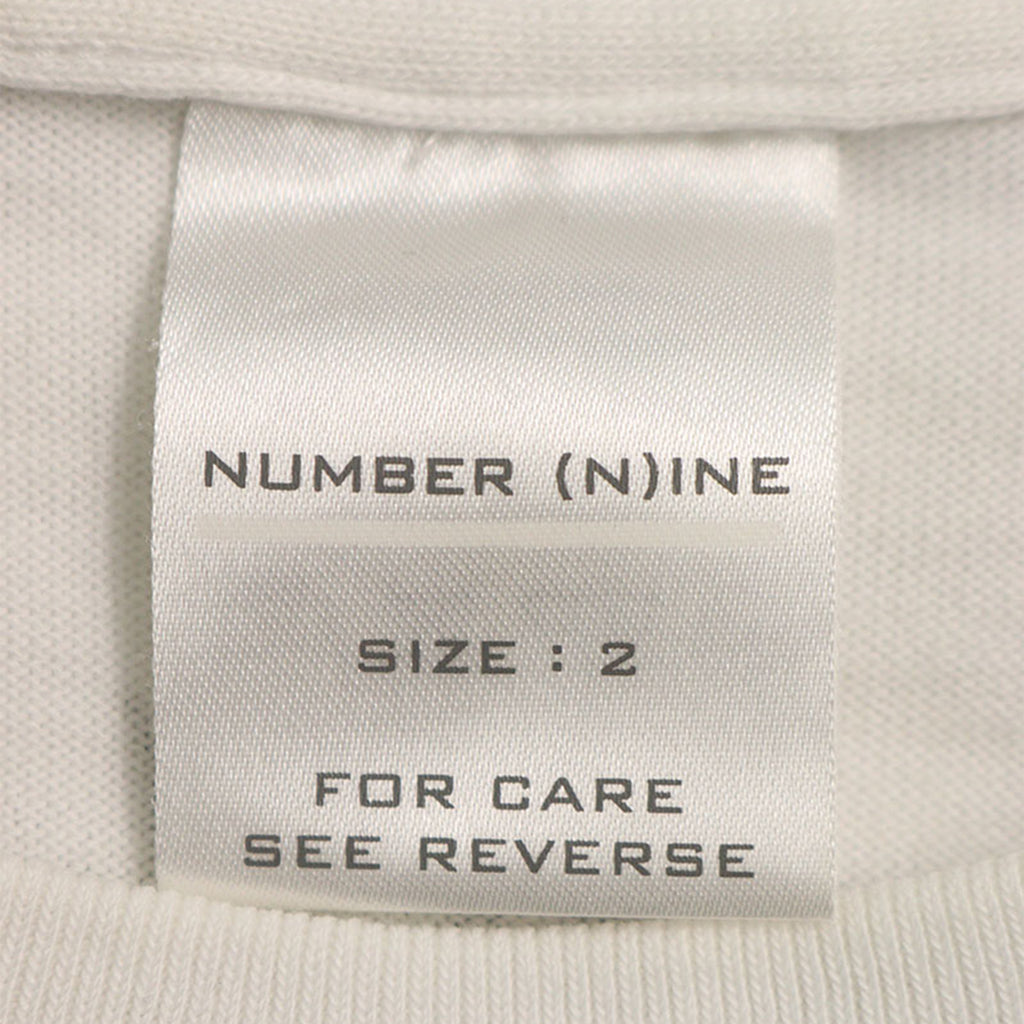 NUMBER (N)INE
SIZE : 2
FOR CARE
SEE REVERSE